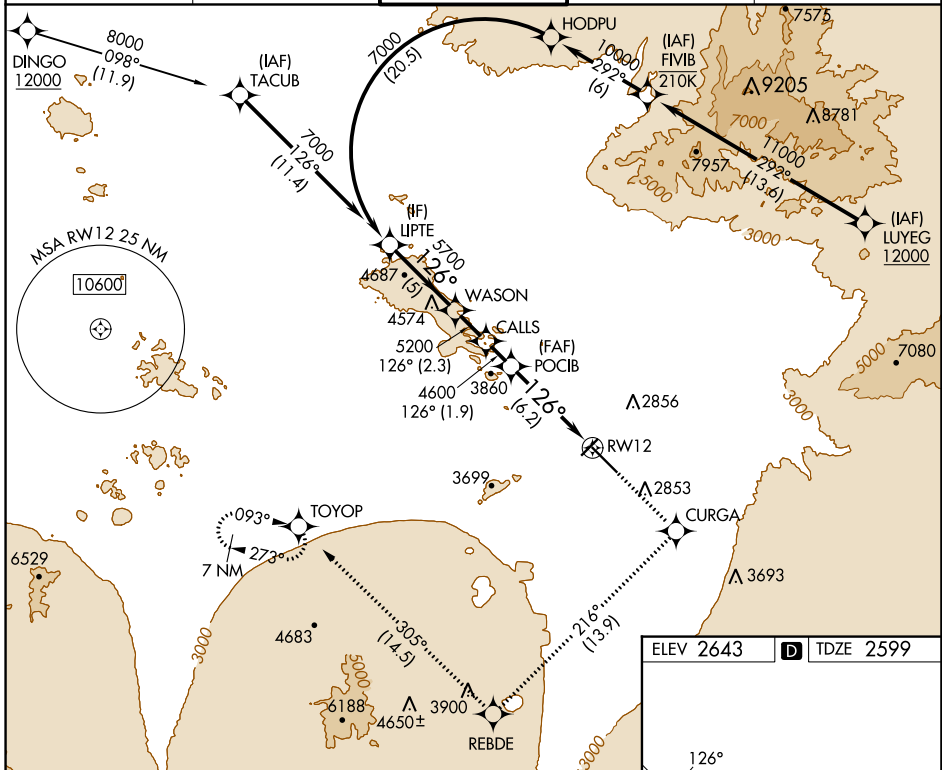 7575
HODPU
8000
098°
(11.9)
DINGO
12000
(IAF)
TACUB
7000
(20.5)
10000
292°
(6)
(IAF)
FIVIB
210K
9205
8781
7000
7957
11000
292°
(13.6)
5000
7000
126°
(11.4)
(IAF)
LUYEG
12000
3000
(IF)
LIPTE
MSA RW12 25 NM
10600
5700
126°
(5)
4687
4574
WASON
CALLS
5200
126° (2.3)
(FAF)
POCIB
4600
126° (1.9)
3860
126°
(6.2)
2856
5000
7080
3000
RW12
3699
2853
CURGA
093°
TOYOP
273°
7 NM
6529
3693
3000
4683
305°
(14.5)
216°
(13.9)
5000
6188
4650±
3900
REBDE
3000
ELEV 2643
D
TDZE 2599
126°